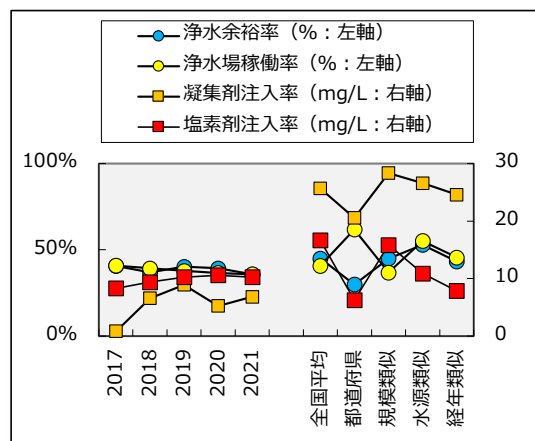 浄水余裕率（%：左軸）
浄水場稼働率（%：左軸）
凝集剤注入率（mg/L：右軸）
塩素剤注入率（mg/L：右軸）
100%
50%
0%
30
20
10
0
2017
2018
2019
2020
2021
全国平均
都道府県
規模類似
水源類似
経年類似